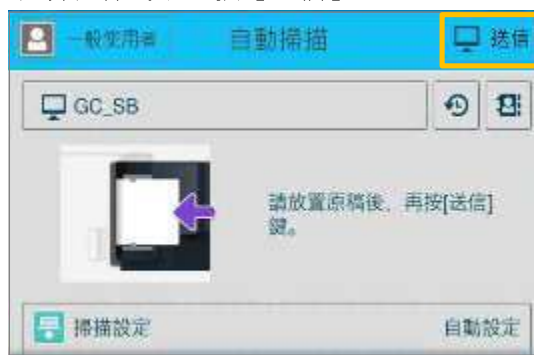 一般使用者 自動掃描 送信
GC_SB
請放置原稿後，再按[送信]
鍵。
掃描設定 自動設定